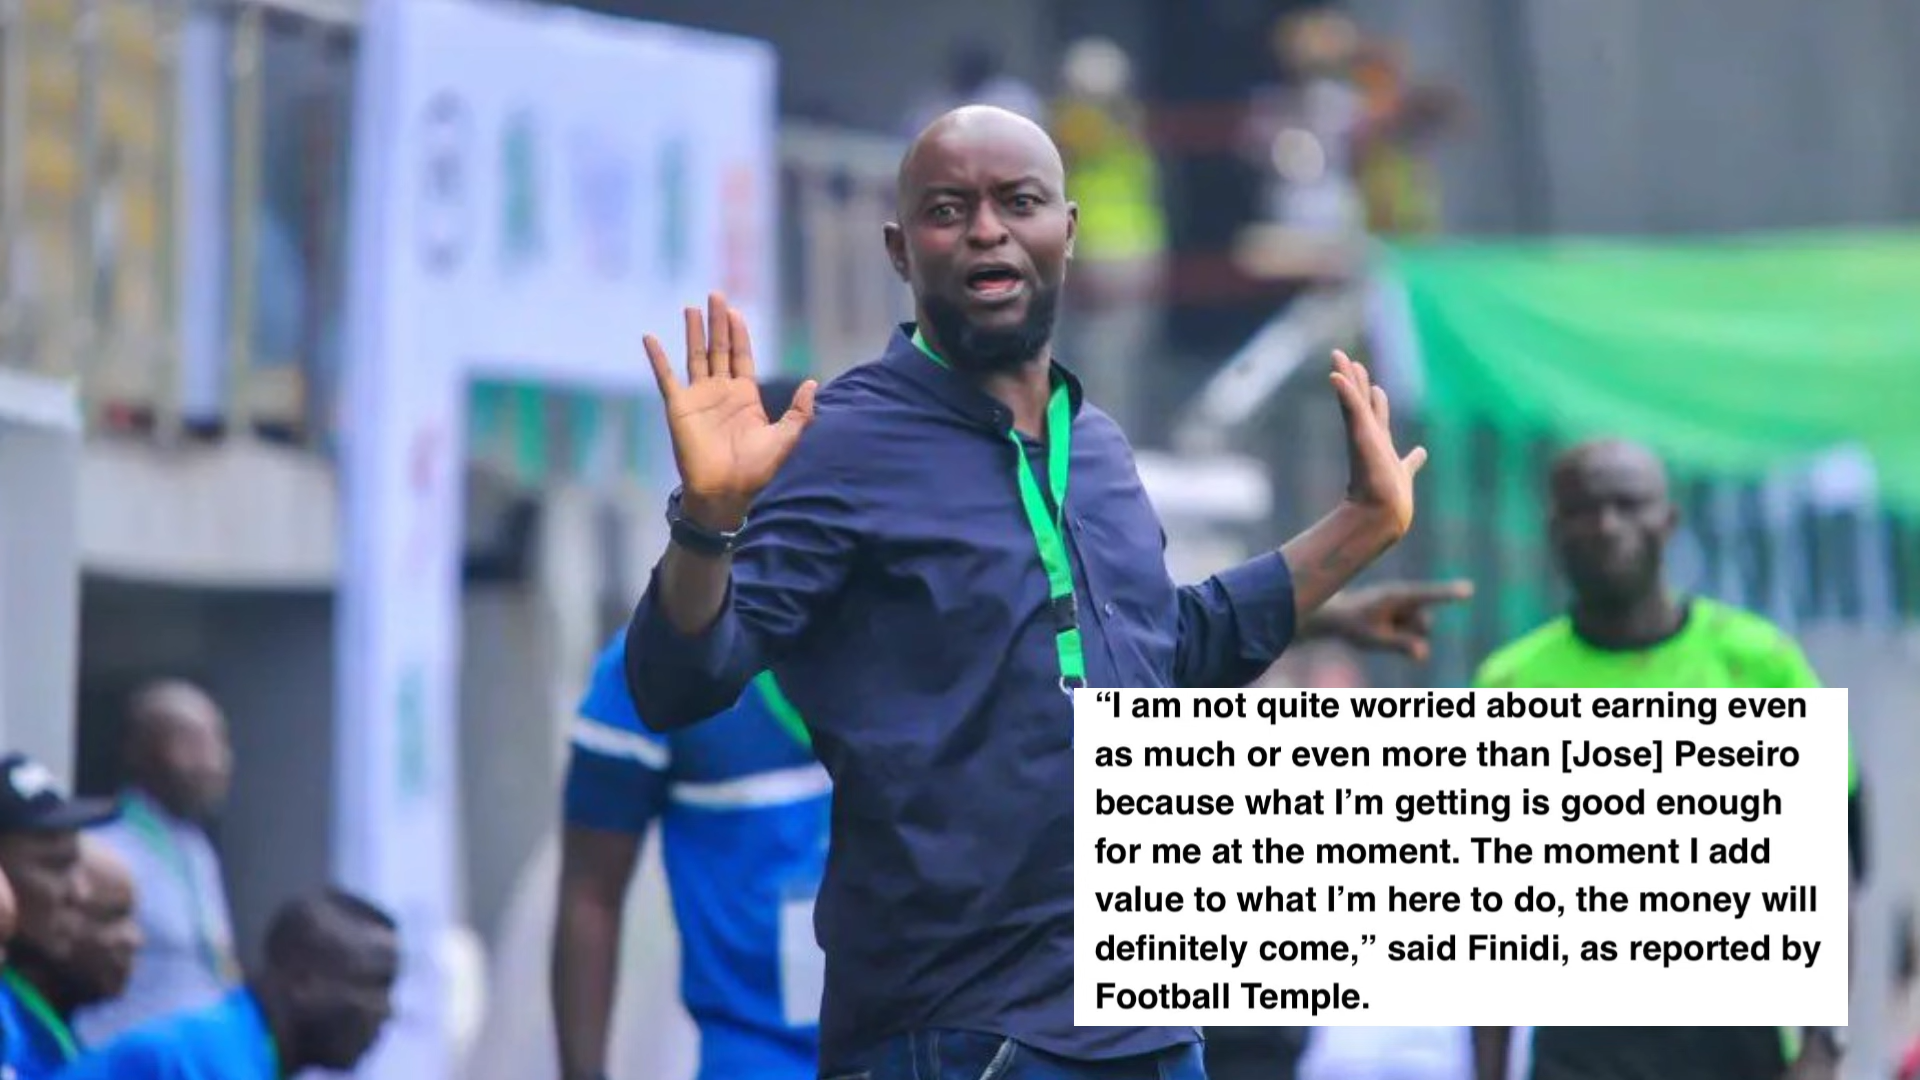 “I am not quite worried about earning even
as much or even more than [Jose] Peseiro
because what I’m getting is good enough
for me at the moment. The moment I add
value to what I’m here to do, the money will
definitely come,” said Finidi, as reported by
Football Temple.